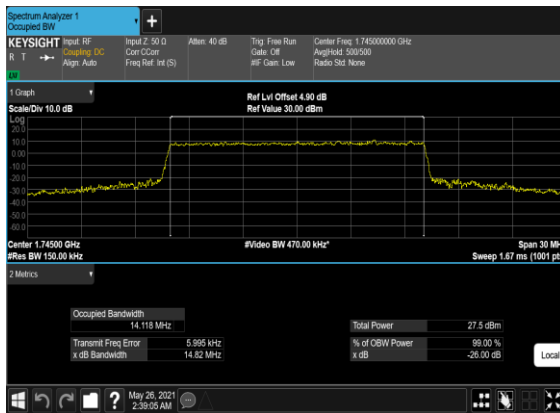 Spectrum Analyzer 1
Occupied BW
+
KEYSIGHT Input: RF Input Z: 50 Ω Atten: 40 dB Trig: Free Run Center Freq: 1.745000000 GHz
R T Coupling: DC Corr CCorr Gate: Off Avg|Hold: 500/500
Align: Auto Freq Ref: Int (S) #IF Gain: Low Radio Std: None
1 Graph
Ref Lvl Offset 4.90 dB
Scale/Div 10.0 dB Ref Value 30.00 dBm
Log
20.0
10.0
0.00
-10.0
-20.0
-30.0
-40.0
-50.0
-60.0
Center 1.74500 GHz #Video BW 470.00 kHz* Span 30 MH
#Res BW 150.00 kHz Sweep 1.67 ms (1001 pts
2 Metrics
Occupied Bandwidth
14.118 MHz Total Power 27.5 dBm
Transmit Freq Error 5.995 kHz % of OBW Power 99.00 %
x dB Bandwidth 14.82 MHz x dB -26.00 dB
Local
? May 26, 2021
2:39:05 AM